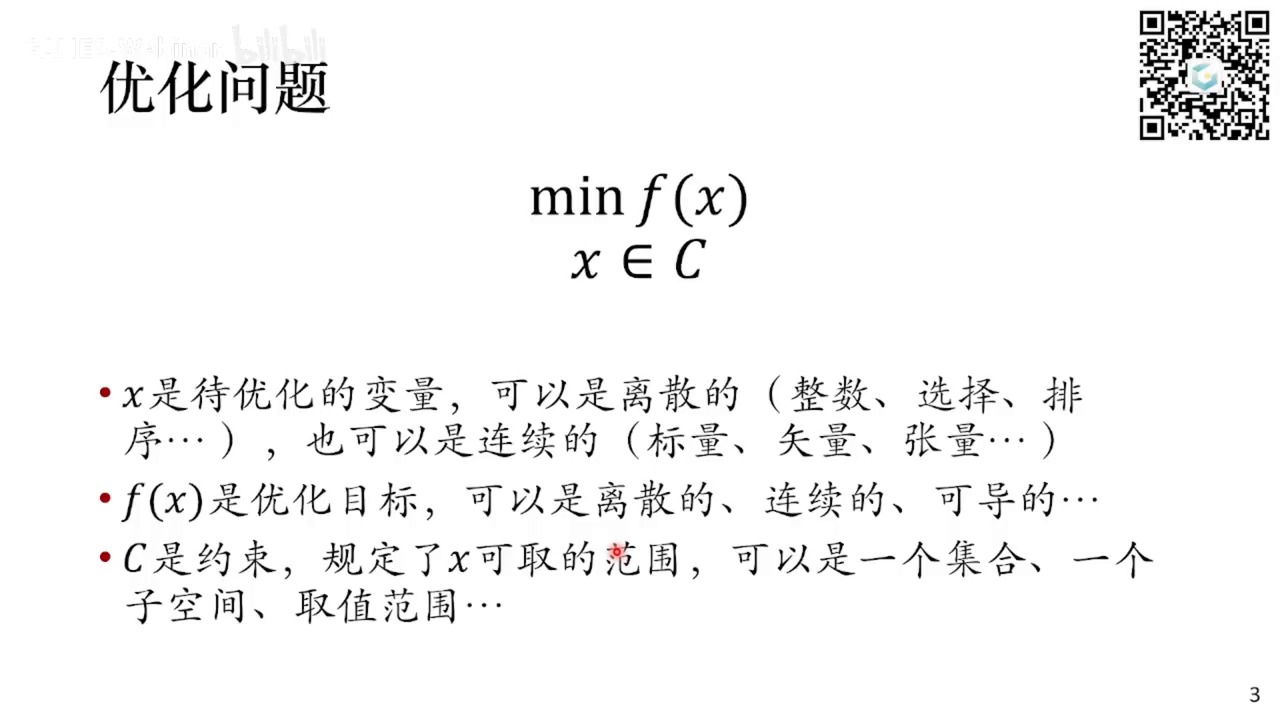 bilibili
优化问题
min f(x)
x ∈ C
• x是待优化的变量，可以是离散的（整数、选择、排
序…），也可以是连续的（标量、矢量、张量…）
• f(x)是优化目标，可以是离散的、连续的、可导的…
• C是约束，规定了x可取的范围，可以是一个集合、一个
子空间、取值范围…
3